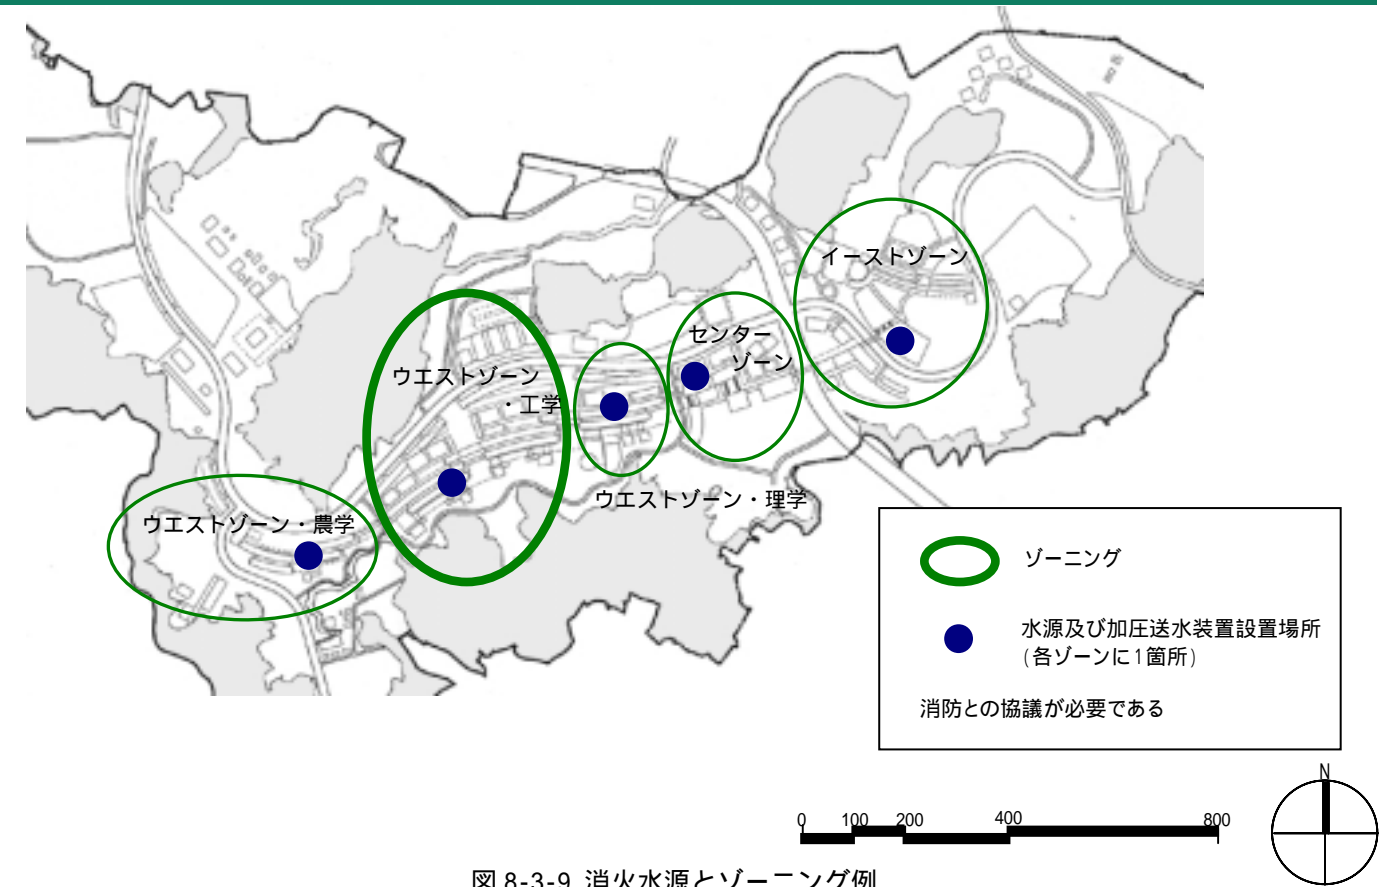 イーストゾーン
センター
ゾーン
ウエストゾーン
・工学
ウエストゾーン・理学
ウエストゾーン・農学
ゾーニング
水源及び加圧送水装置設置場所
(各ゾーンに1箇所)
消防との協議が必要である
N
0 100 200 400 800
図 8-3-9 消火水源とゾーニング例